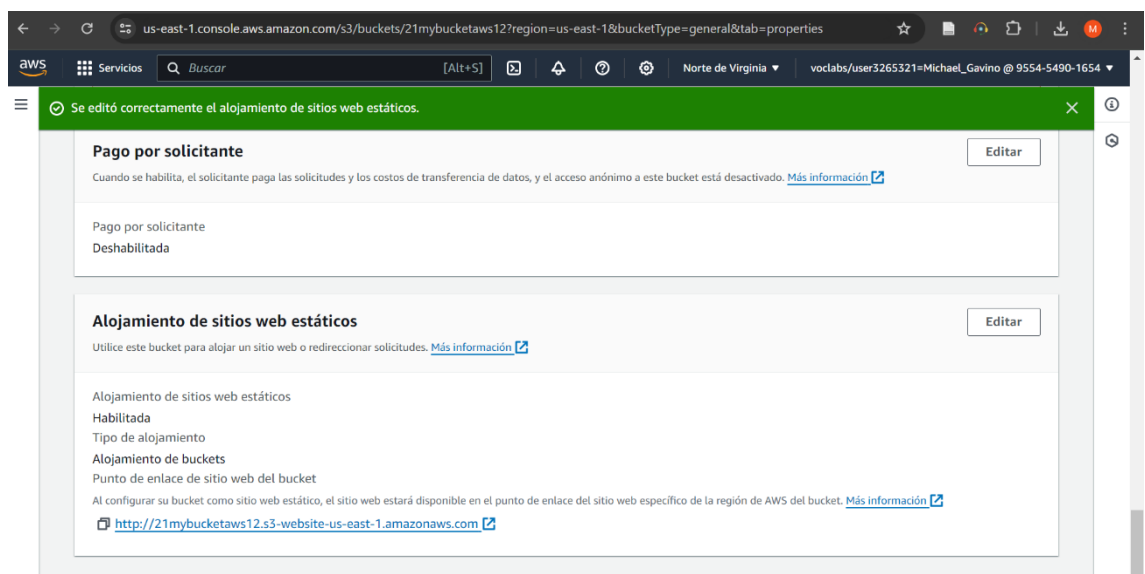 us-east-1.console.aws.amazon.com/s3/buckets/21mybucketaws12?region=us-east-1&bucketType=general&tab=properties
M
aws Servicios Buscar [Alt+S] Norte de Virginia ▼ voclabs/user3265321=Michael_Gavino @ 9554-5490-1654 ▼
Se editó correctamente el alojamiento de sitios web estáticos.
Pago por solicitante Editar
Cuando se habilita, el solicitante paga las solicitudes y los costos de transferencia de datos, y el acceso anónimo a este bucket está desactivado. Más información
Pago por solicitante
Deshabilitada
Alojamiento de sitios web estáticos Editar
Utilice este bucket para alojar un sitio web o redireccionar solicitudes. Más información
Alojamiento de sitios web estáticos
Habilitada
Tipo de alojamiento
Alojamiento de buckets
Punto de enlace de sitio web del bucket
Al configurar su bucket como sitio web estático, el sitio web estará disponible en el punto de enlace del sitio web específico de la región de AWS del bucket. Más información
http://21mybucketaws12.s3-website-us-east-1.amazonaws.com